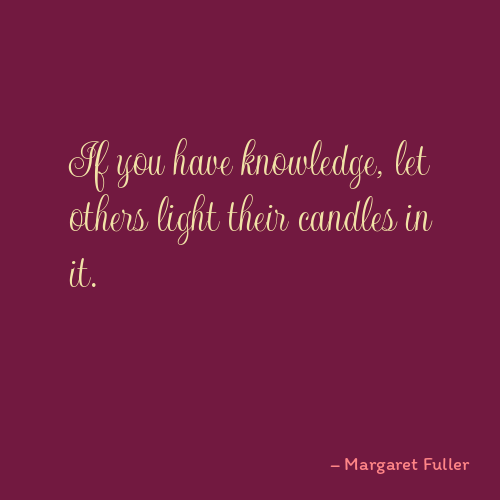 If you have knowledge, let
others light their candles in
it.
– Margaret Fuller